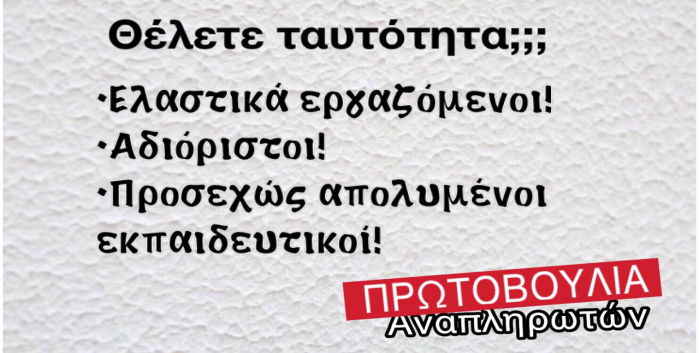 Θέλετε ταυτότητα;;;
·Ελαστικά εργαζόμενοι!
·Αδιόριστοι!
·Προσεχώς απολυμένοι
εκπαιδευτικοί!
ΠΡΩΤΟΒΟΥΛΙΑ
Αναπληρωτών